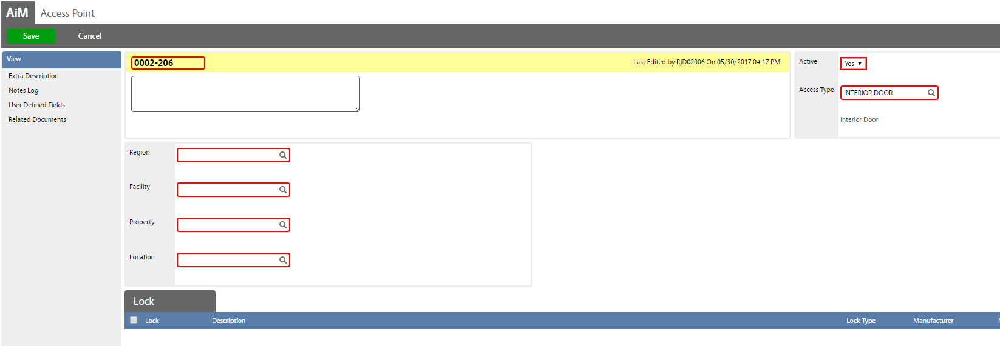 AiM Access Point
Save Cancel
View
Extra Description
Notes Log
User Defined Fields
Related Documents
0002-206 Last Edited by RJD02006 On 05/30/2017 04:17 PM
Active Yes ▼
Access Type INTERIOR DOOR
Interior Door
Region
Facility
Property
Location
Lock
Lock Description Lock Type Manufacturer